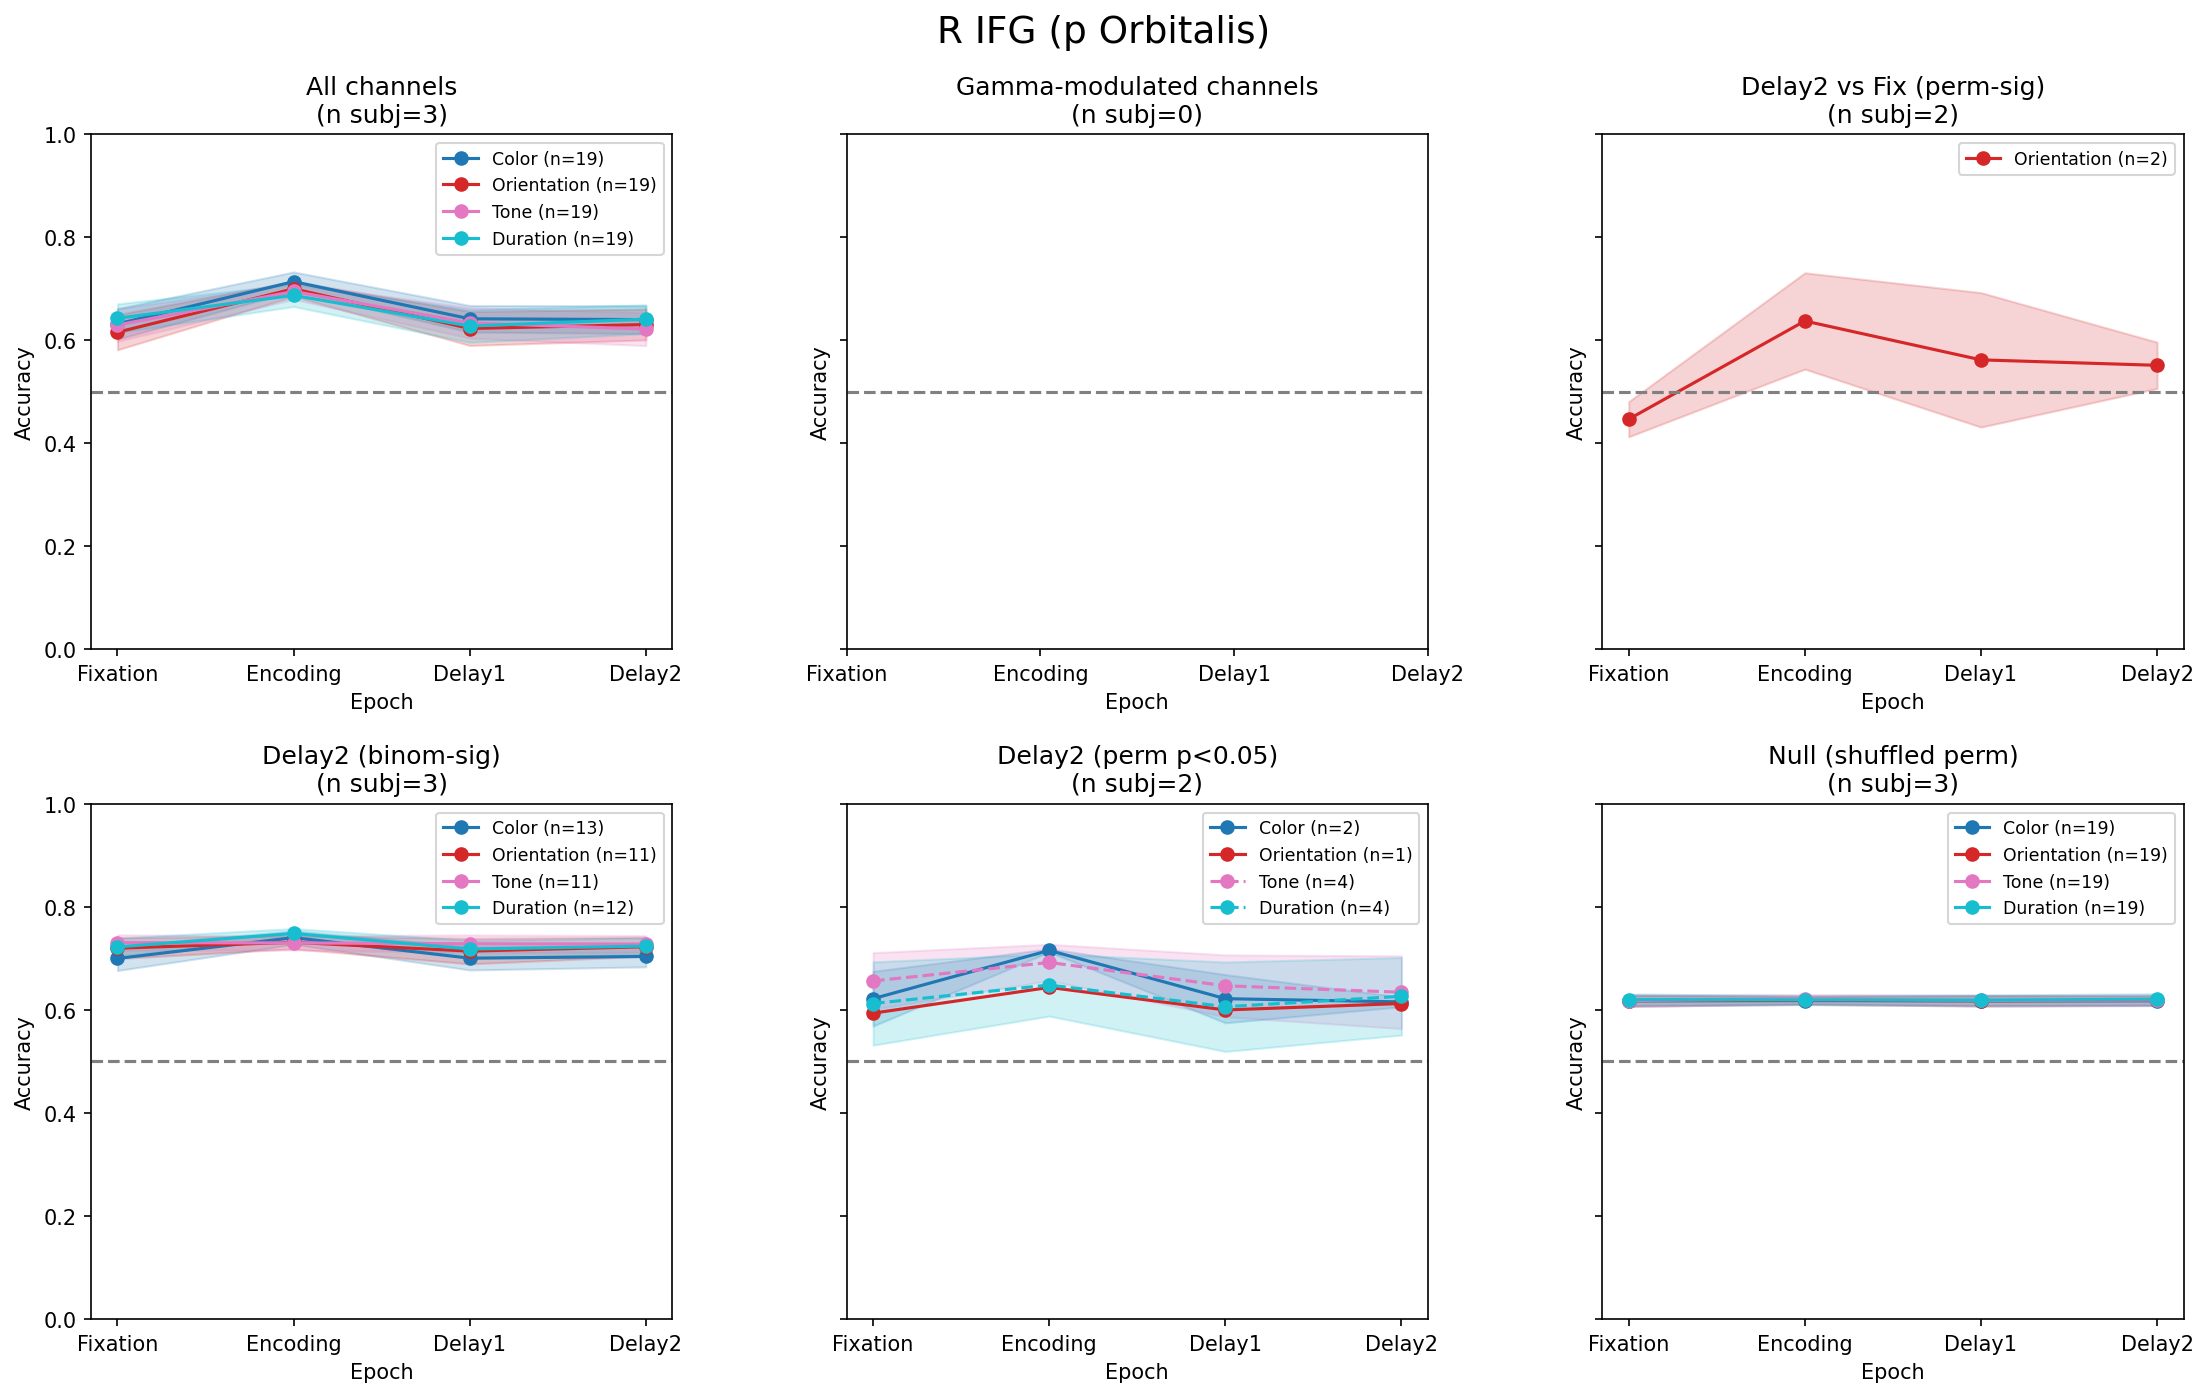 R IFG (p Orbitalis)
All channels
(n subj=3)
Accuracy
1.0
0.8
0.6
0.4
0.2
0.0
Color (n=19)
Orientation (n=19)
Tone (n=19)
Duration (n=19)
Fixation
Encoding
Delay1
Delay2
Epoch
Gamma-modulated channels
(n subj=0)
Accuracy
Fixation
Encoding
Delay1
Delay2
Epoch
Delay2 vs Fix (perm-sig)
(n subj=2)
Accuracy
Orientation (n=2)
Fixation
Encoding
Delay1
Delay2
Epoch
Delay2 (binom-sig)
(n subj=3)
Accuracy
1.0
0.8
0.6
0.4
0.2
0.0
Color (n=13)
Orientation (n=11)
Tone (n=11)
Duration (n=12)
Fixation
Encoding
Delay1
Delay2
Epoch
Delay2 (perm p<0.05)
(n subj=2)
Accuracy
Color (n=2)
Orientation (n=1)
Tone (n=4)
Duration (n=4)
Fixation
Encoding
Delay1
Delay2
Epoch
Null (shuffled perm)
(n subj=3)
Accuracy
Color (n=19)
Orientation (n=19)
Tone (n=19)
Duration (n=19)
Fixation
Encoding
Delay1
Delay2
Epoch